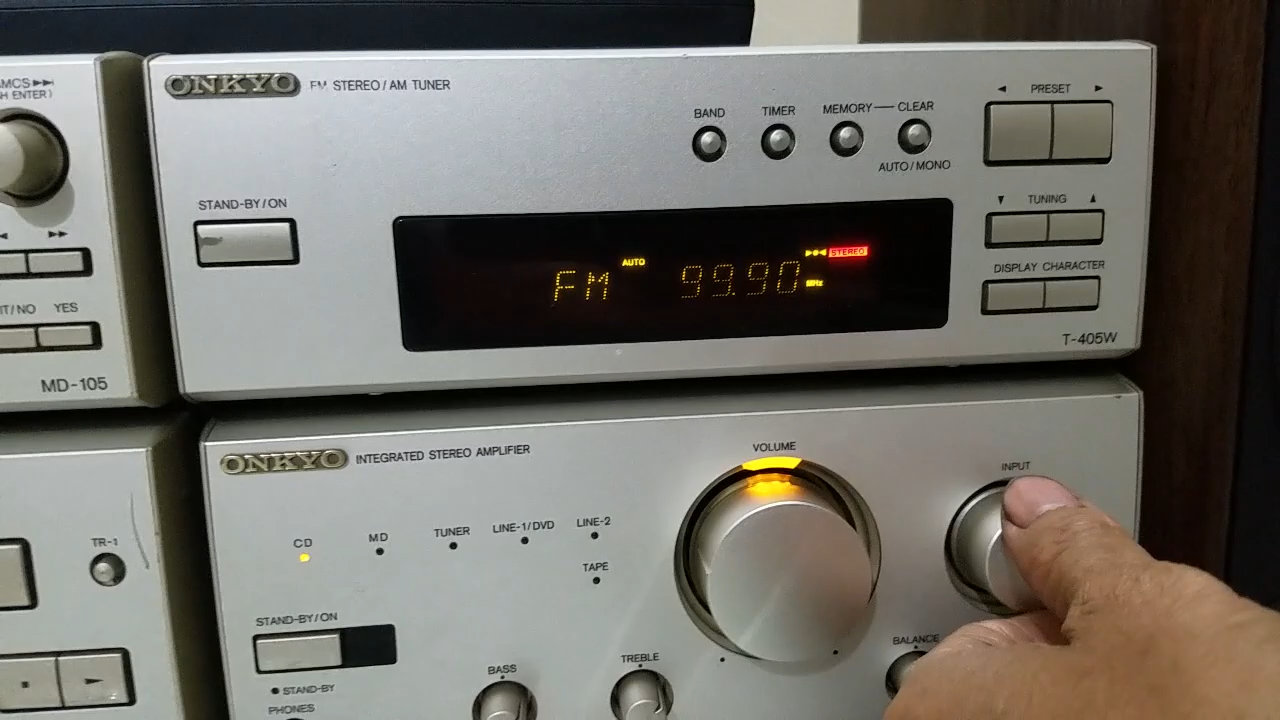 ONKYO FM STEREO / AM TUNER
BAND TIMER MEMORY CLEAR
AUTO / MONO
◄ PRESET ►
STAND-BY / ON
▼ TUNING ▲
DISPLAY CHARACTER
FM AUTO 99.90 MHz STEREO
T-405W
ENTER)
YES
MD-105
ONKYO INTEGRATED STEREO AMPLIFIER
VOLUME
INPUT
CD MD TUNER LINE-1/DVD LINE-2
TAPE
STAND-BY / ON
STAND-BY
PHONES
BASS TREBLE BALANCE
TR-1